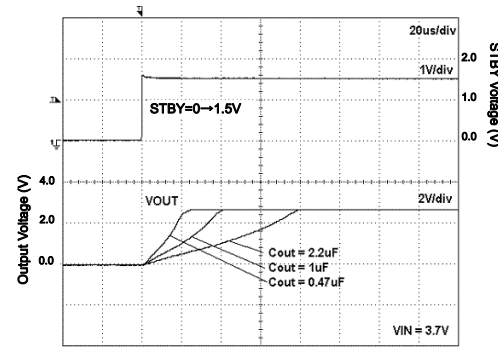 20us/div
1V/div
STBY=0→1.5V
2.0
1.0
0.0
STBY Voltage (V)
4.0
2.0
0.0
Output Voltage (V)
VOUT
2V/div
Cout = 2.2uF
Cout = 1uF
Cout = 0.47uF
VIN = 3.7V